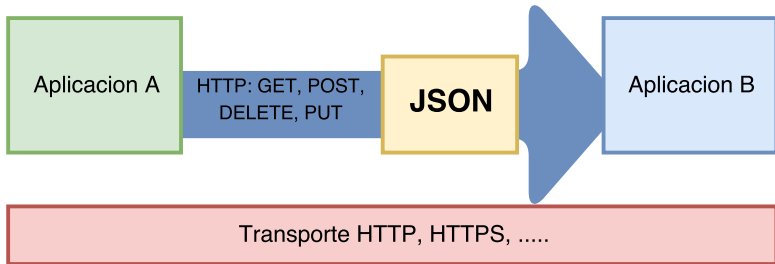 Aplicacion A
HTTP: GET, POST,
DELETE, PUT
JSON
Aplicacion B
Transporte HTTP, HTTPS, .....